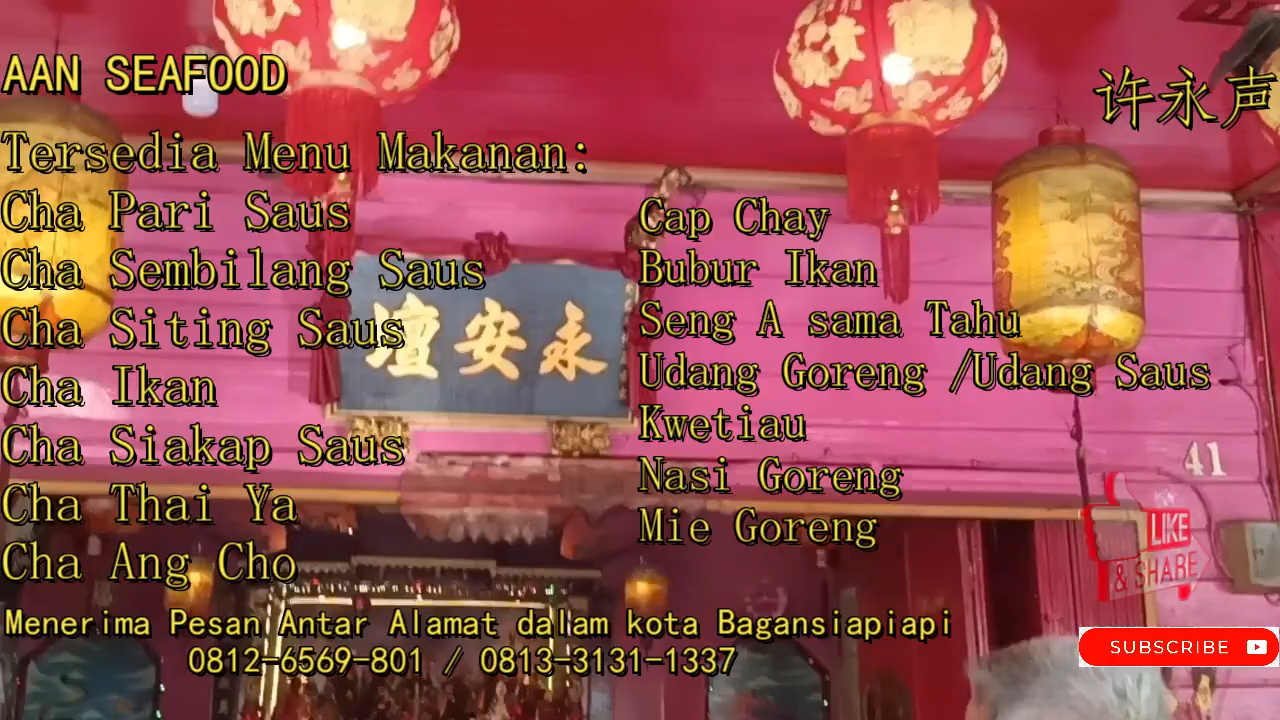 AAN SEAFOOD
许永声
Tersedia Menu Makanan:
Cha Pari Saus
Cha Sembilang Saus
Cha Siting Saus
Cha Ikan
Cha Siakap Saus
Cha Thai Ya
Cha Ang Cho
Cap Chay
Bubur Ikan
Seng A sama Tahu
Udang Goreng /Udang Saus
Kwetiau
Nasi Goreng
Mie Goreng
壇安永
41
LIKE
& SHARE
SUBSCRIBE
Menerima Pesan Antar Alamat dalam kota Bagansiapiapi
0812-6569-801 / 0813-3131-1337